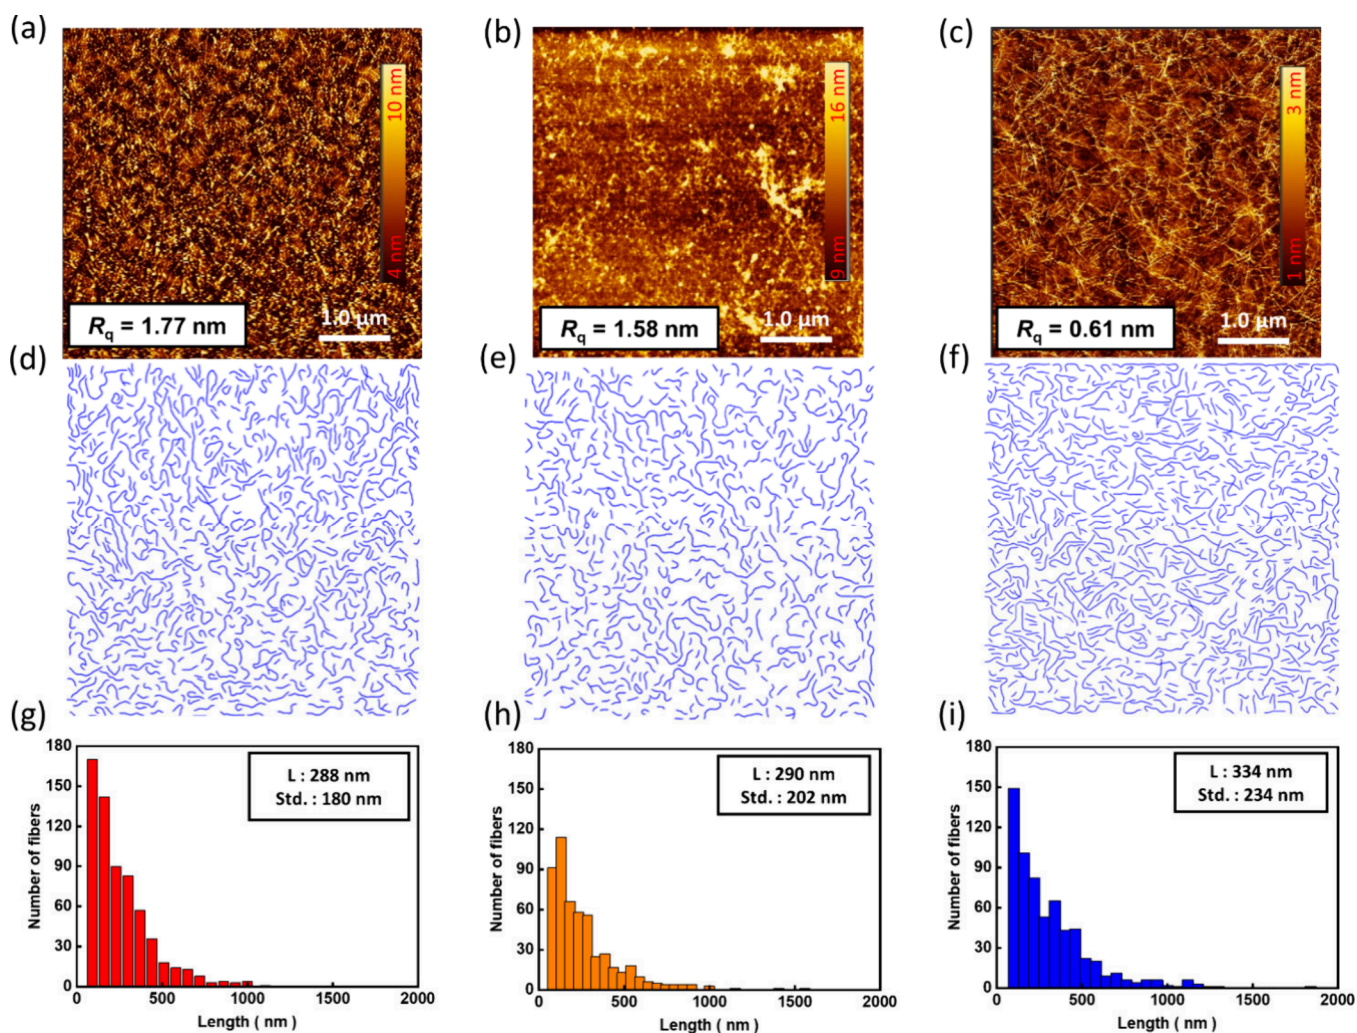 (a)
10 nm
4 nm
Rq = 1.77 nm
1.0 μm
(b)
16 nm
9 nm
Rq = 1.58 nm
1.0 μm
(c)
3 nm
1 nm
Rq = 0.61 nm
1.0 μm
(d)
(e)
(f)
(g)
180
150
120
90
60
30
0
Number of fibers
L : 288 nm
Std. : 180 nm
0 500 1000 1500 2000
Length ( nm )
(h)
180
150
120
90
60
30
0
Number of fibers
L : 290 nm
Std. : 202 nm
0 500 1000 1500 2000
Length ( nm )
(i)
180
150
120
90
60
30
0
Number of fibers
L : 334 nm
Std. : 234 nm
0 500 1000 1500 2000
Length ( nm )